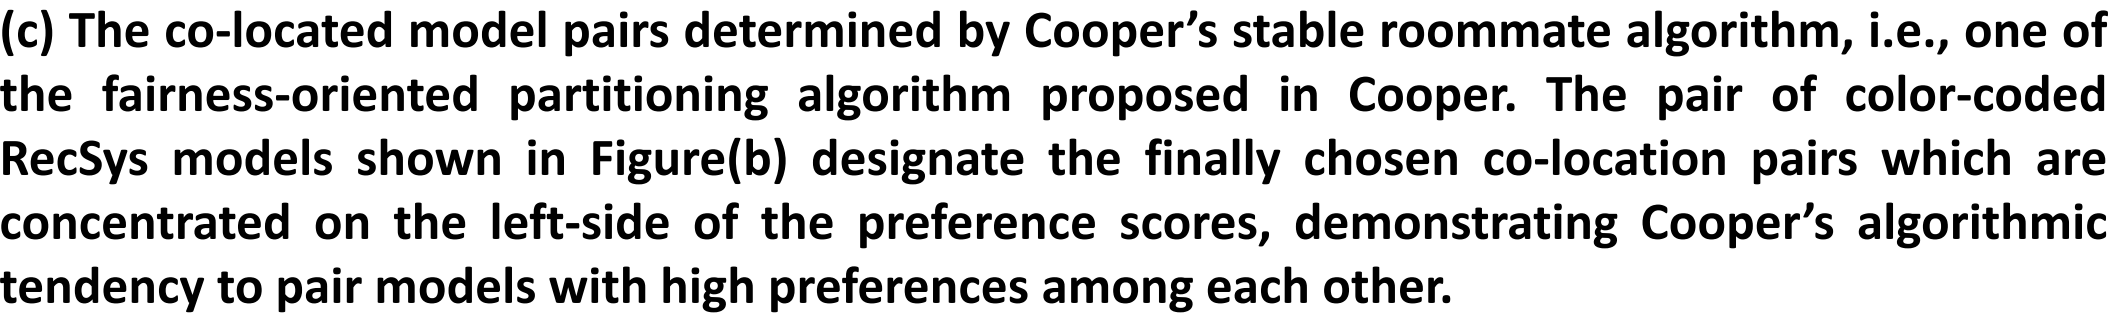 (c) The co-located model pairs determined by Cooper’s stable roommate algorithm, i.e., one of
the fairness-oriented partitioning algorithm proposed in Cooper. The pair of color-coded
RecSys models shown in Figure(b) designate the finally chosen co-location pairs which are
concentrated on the left-side of the preference scores, demonstrating Cooper’s algorithmic
tendency to pair models with high preferences among each other.